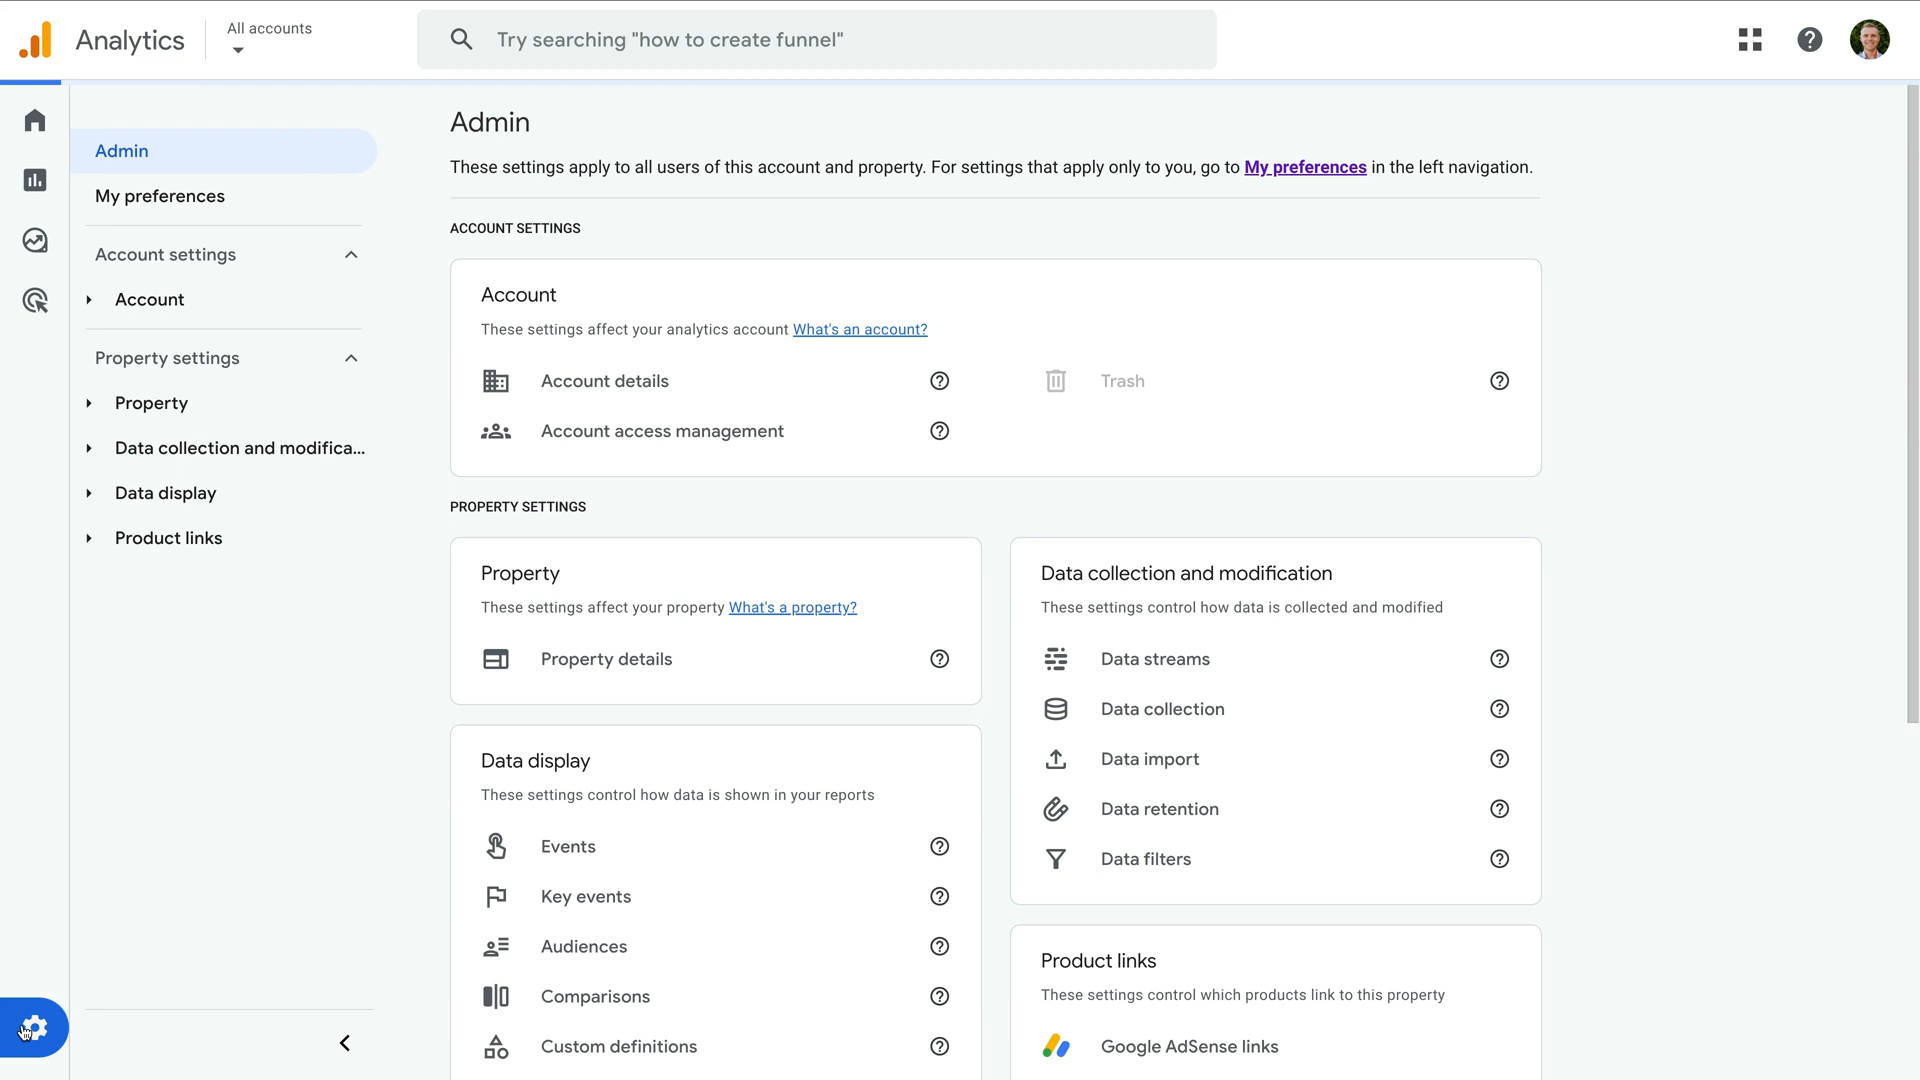 Analytics
All accounts
Try searching "how to create funnel"
Admin
My preferences
Account settings
Account
Property settings
Property
Data collection and modifica...
Data display
Product links
Admin
These settings apply to all users of this account and property. For settings that apply only to you, go to My preferences in the left navigation.
ACCOUNT SETTINGS
Account
These settings affect your analytics account What's an account?
Account details
Trash
Account access management
PROPERTY SETTINGS
Property
These settings affect your property What's a property?
Property details
Data display
These settings control how data is shown in your reports
Events
Key events
Audiences
Comparisons
Custom definitions
Data collection and modification
These settings control how data is collected and modified
Data streams
Data collection
Data import
Data retention
Data filters
Product links
These settings control which products link to this property
Google AdSense links